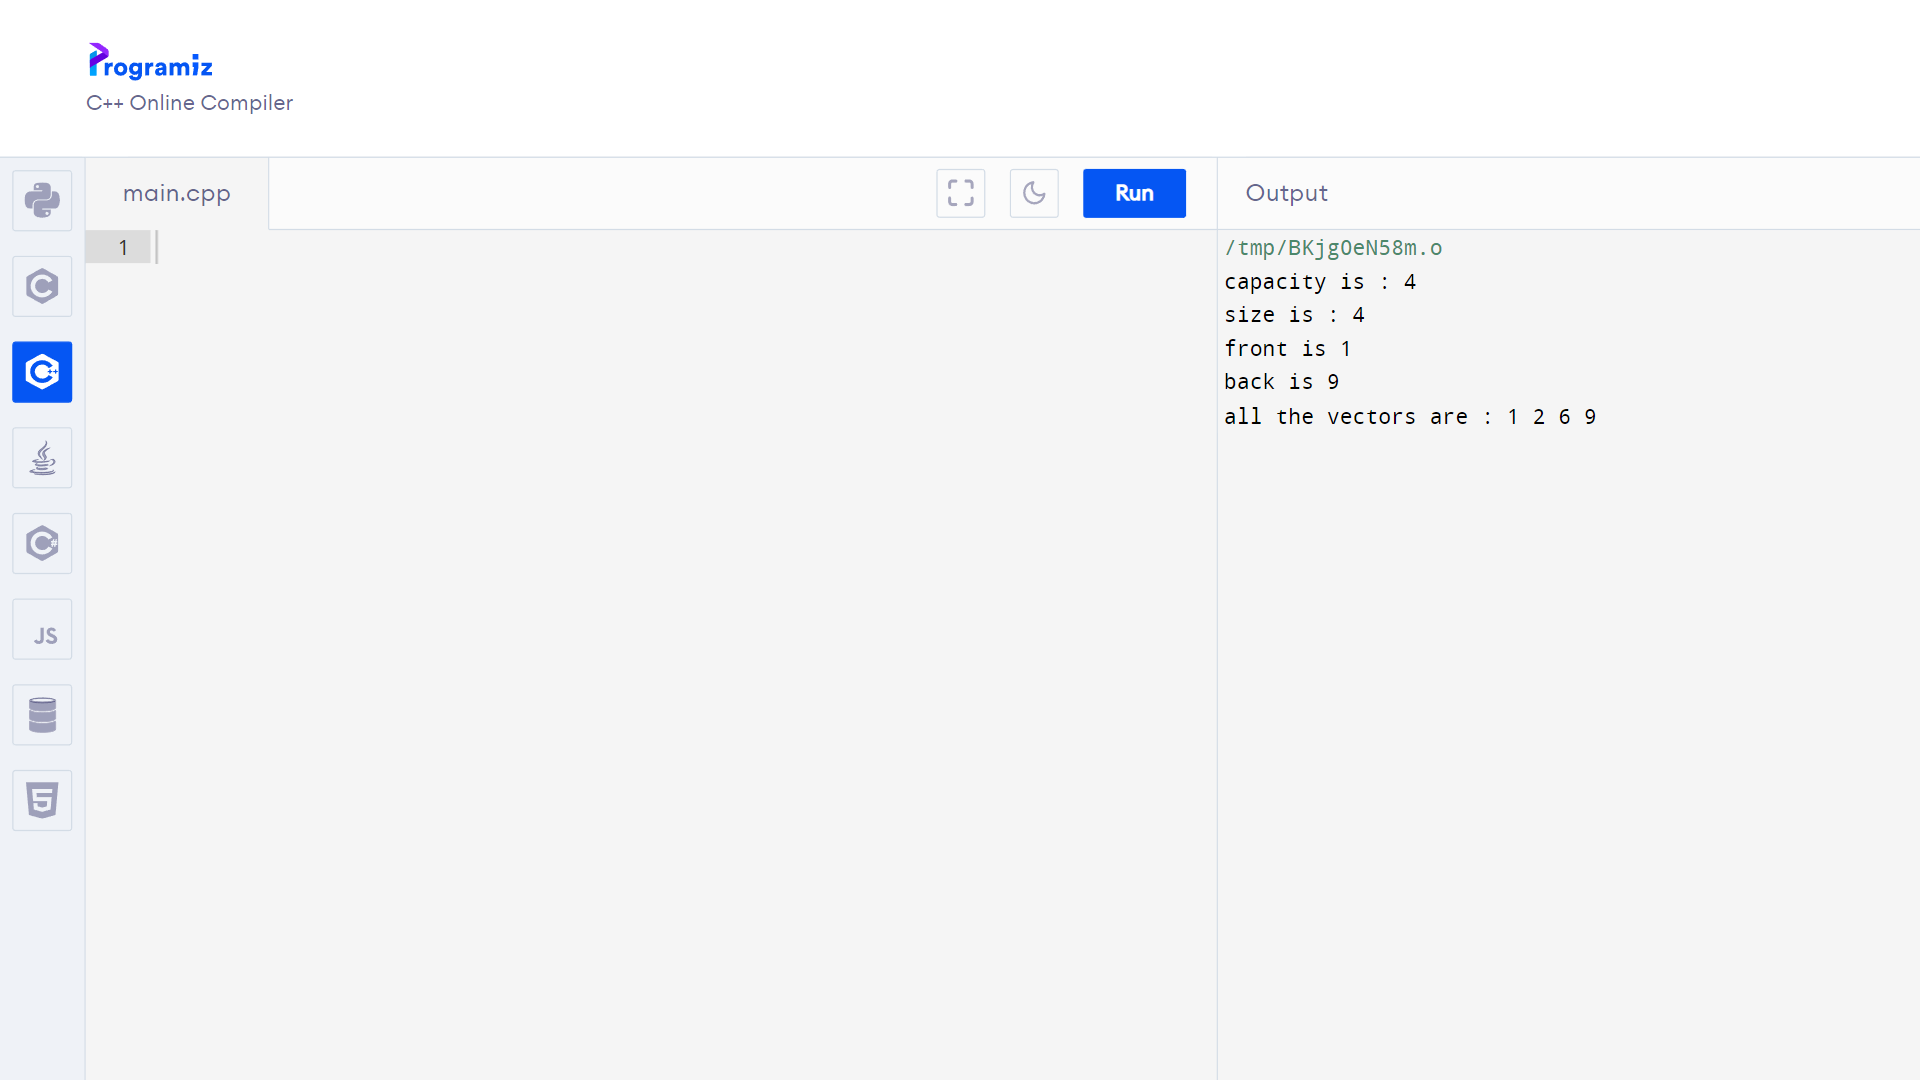 Programiz
C++ Online Compiler
main.cpp
Run
Output
1
/tmp/BKjgOeN58m.o
capacity is : 4
size is : 4
front is 1
back is 9
all the vectors are : 1 2 6 9
JS